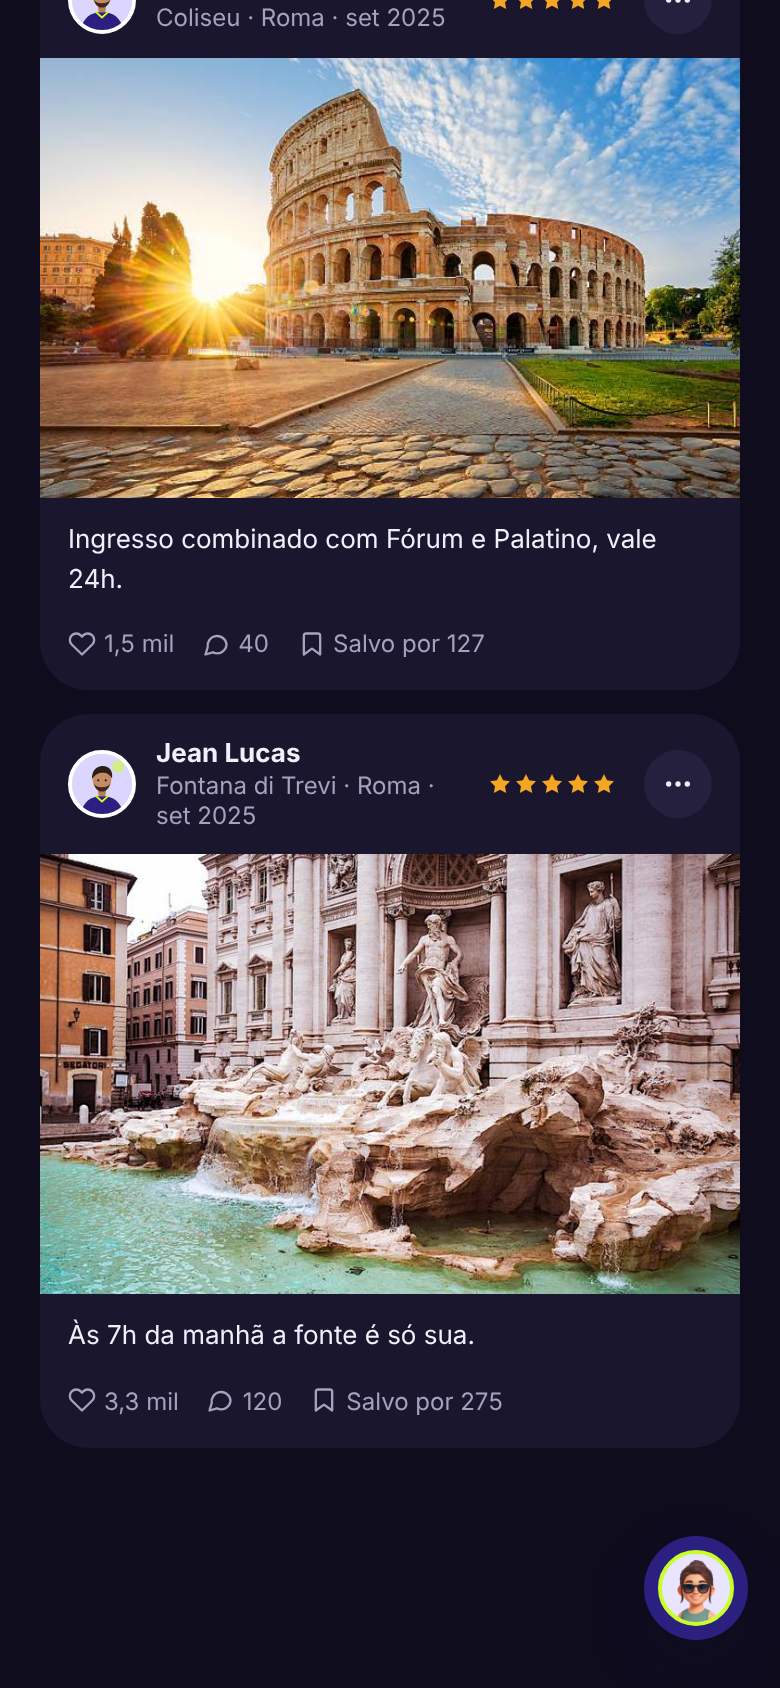 Coliseu · Roma · set 2025
Ingresso combinado com Fórum e Palatino, vale
24h.
1,5 mil 40 Salvo por 127
Jean Lucas
Fontana di Trevi · Roma ·
set 2025
SEGATORI
Às 7h da manhã a fonte é só sua.
3,3 mil 120 Salvo por 275